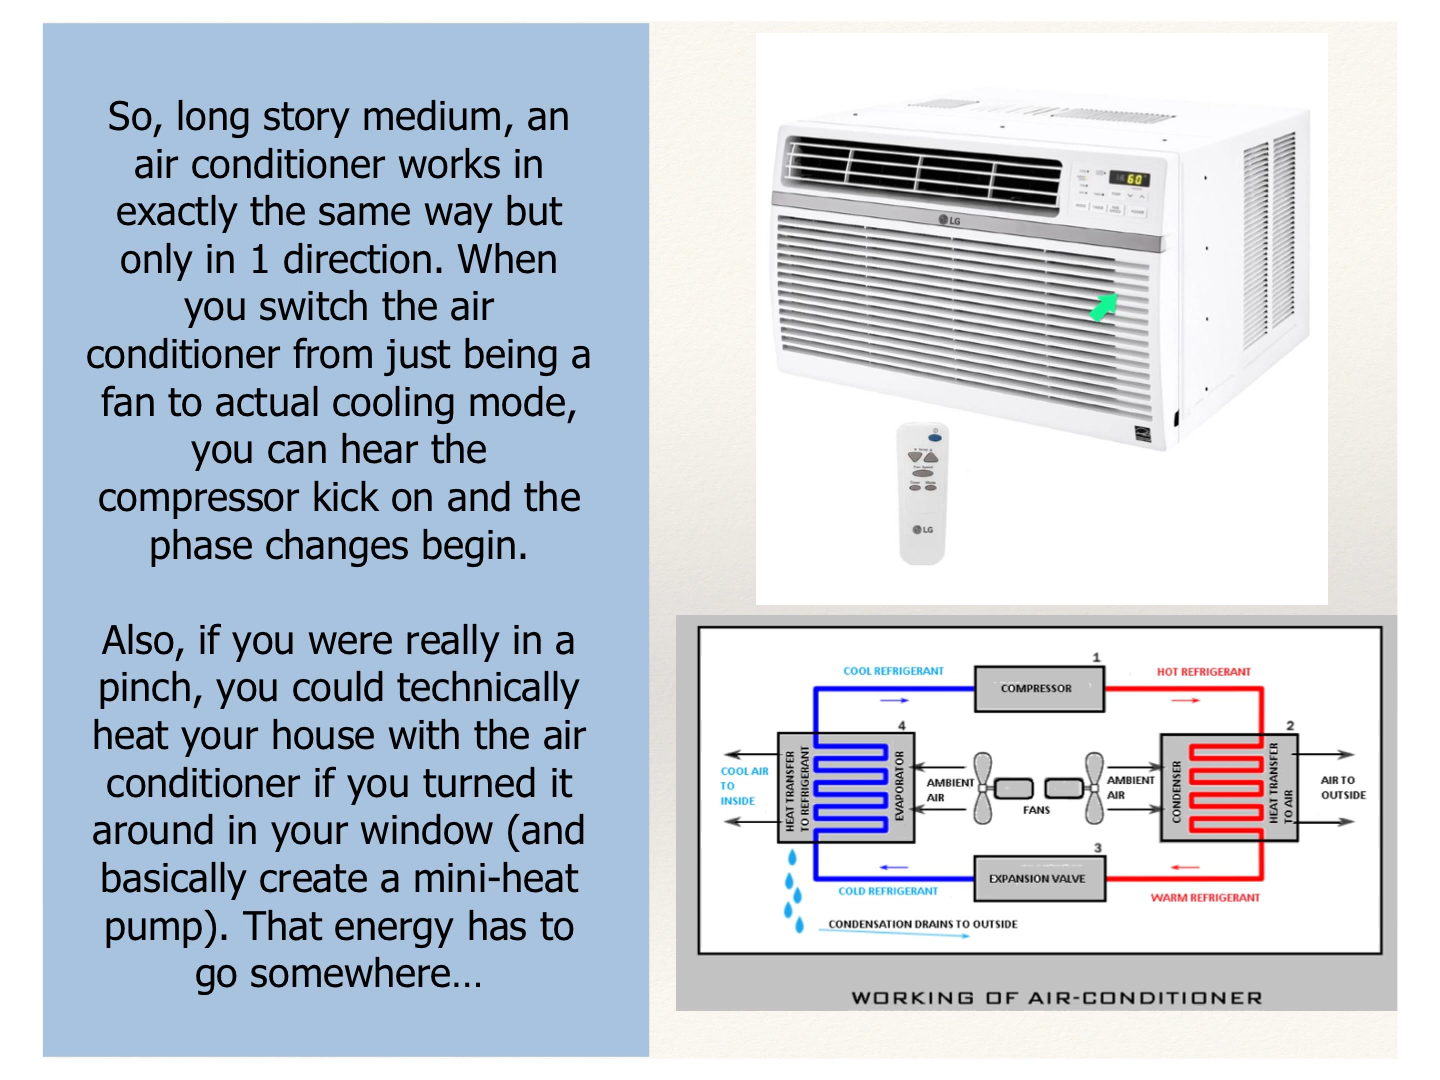 So, long story medium, an
air conditioner works in
exactly the same way but
only in 1 direction. When
you switch the air
conditioner from just being a
fan to actual cooling mode,
you can hear the
compressor kick on and the
phase changes begin.
Also, if you were really in a
pinch, you could technically
heat your house with the air
conditioner if you turned it
around in your window (and
basically create a mini-heat
pump). That energy has to
go somewhere...
60
LG
LG
1
COOL REFRIGERANT
HOT REFRIGERANT
COMPRESSOR
4
2
HEAT TRANSFER
TO REFRIGERANT
EVAPORATOR
COOL AIR
TO
INSIDE
AMBIENT
AIR
FANS
AMBIENT
AIR
CONDENSER
HEAT TRANSFER
TO AIR
AIR TO
OUTSIDE
3
EXPANSION VALVE
COLD REFRIGERANT
WARM REFRIGERANT
CONDENSATION DRAINS TO OUTSIDE
WORKING OF AIR-CONDITIONER